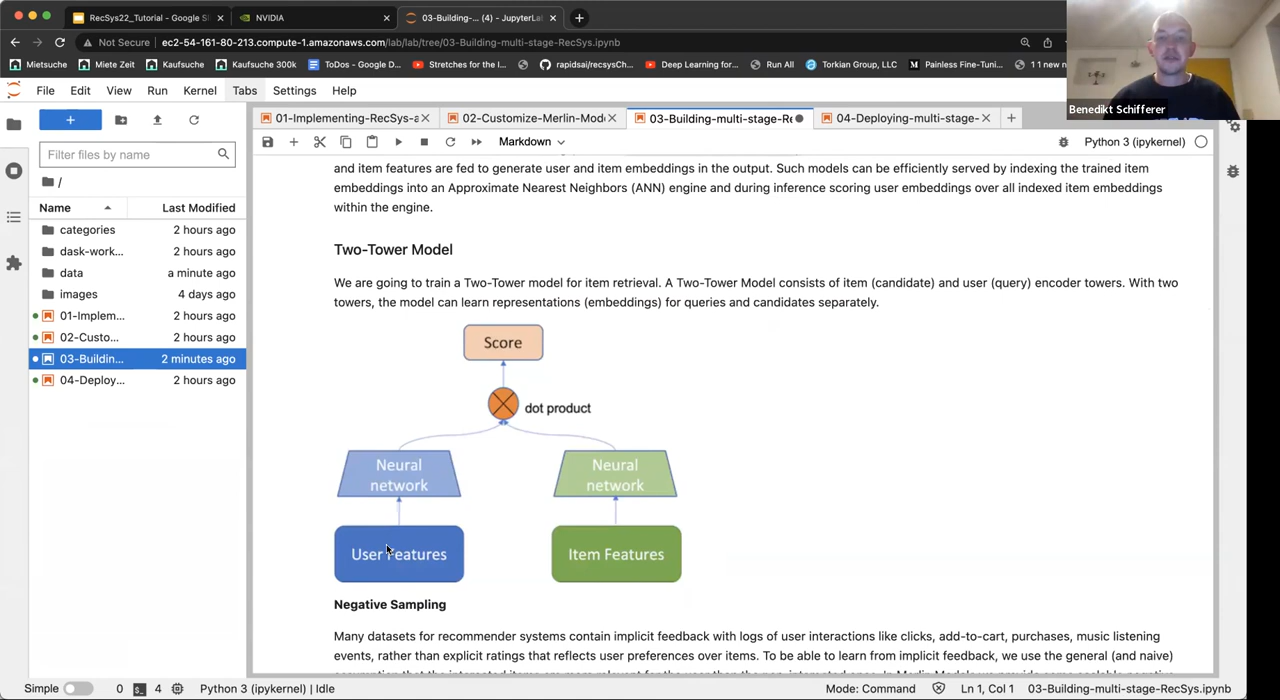 RecSys22_Tutorial - Google Sl
NVIDIA
03-Building-... (4) - JupyterLa
Not Secure ec2-54-161-80-213.compute-1.amazonaws.com/lab/lab/tree/03-Building-multi-stage-RecSys.ipynb
Mietsuche
Miete Zeit
Kaufsuche
Kaufsuche 300k
ToDos - Google D...
Stretches for the l...
rapidsai/recsysCh...
Deep Learning for...
Run All
Torkian Group, LLC
Painless Fine-Tuni...
1 1 new n
Benedikt Schifferer
File Edit View Run Kernel Tabs Settings Help
01-Implementing-RecSys-a
02-Customize-Merlin-Mode
03-Building-multi-stage-Re
04-Deploying-multi-stage-
Markdown
Python 3 (ipykernel)
Filter files by name
/
Name Last Modified
categories 2 hours ago
dask-work... 2 hours ago
data a minute ago
images 4 days ago
01-Implem... 2 hours ago
02-Custo... 2 hours ago
03-Buildin... 2 minutes ago
04-Deploy... 2 hours ago
and item features are fed to generate user and item embeddings in the output. Such models can be efficiently served by indexing the trained item
embeddings into an Approximate Nearest Neighbors (ANN) engine and during inference scoring user embeddings over all indexed item embeddings
within the engine.
Two-Tower Model
We are going to train a Two-Tower model for item retrieval. A Two-Tower Model consists of item (candidate) and user (query) encoder towers. With two
towers, the model can learn representations (embeddings) for queries and candidates separately.
Score
dot product
Neural
network
Neural
network
User Features
Item Features
Negative Sampling
Many datasets for recommender systems contain implicit feedback with logs of user interactions like clicks, add-to-cart, purchases, music listening
events, rather than explicit ratings that reflects user preferences over items. To be able to learn from implicit feedback, we use the general (and naive)
Simple 0 4 Python 3 (ipykernel) | Idle
Mode: Command Ln 1, Col 1 03-Building-multi-stage-RecSys.ipynb